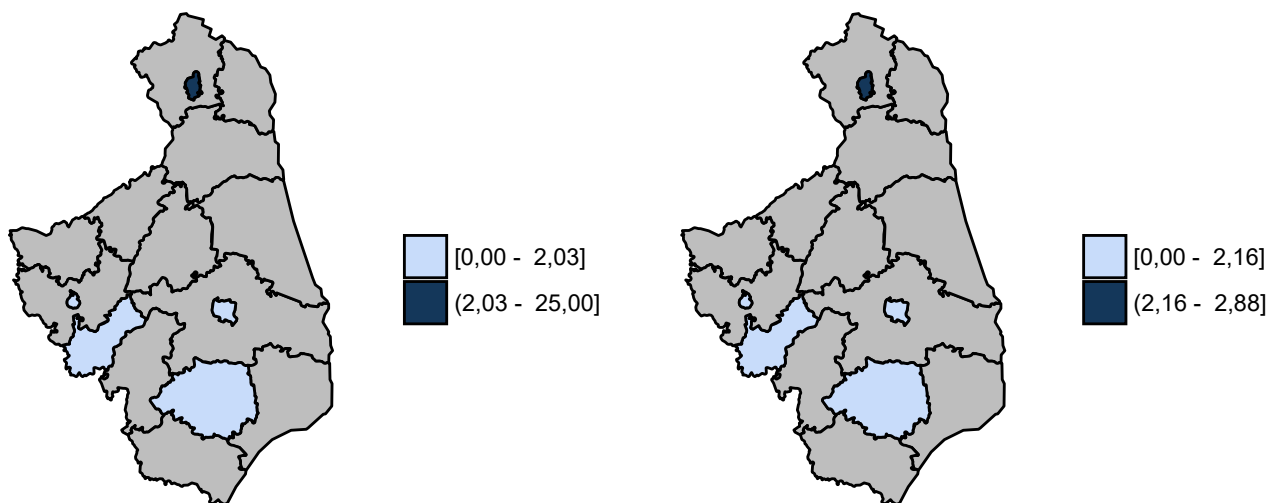 [0,00 -  2,03]
(2,03 -  25,00]
[0,00 -  2,16]
(2,16 -  2,88]